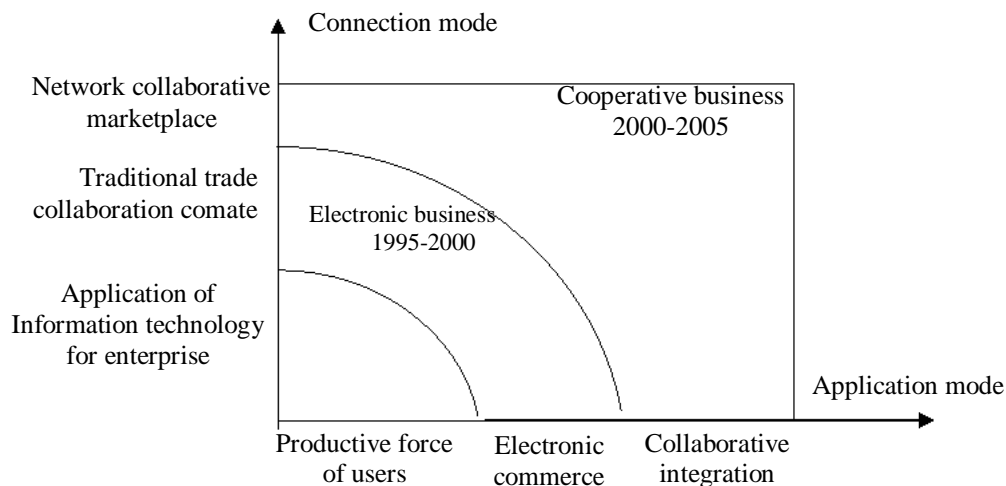 Connection mode
Network collaborative
marketplace
Cooperative business
2000-2005
Traditional trade
collaboration comate
Electronic business
1995-2000
Application of
Information technology
for enterprise
Application mode
Productive force
of users
Electronic
commerce
Collaborative
integration